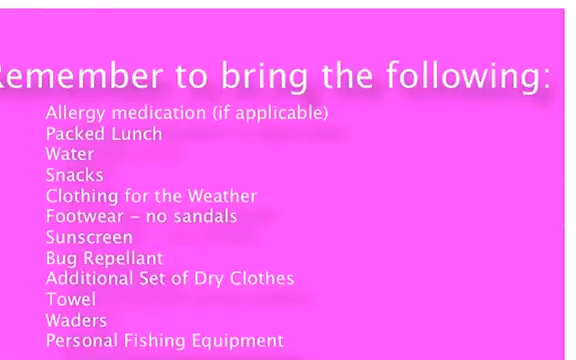 Remember to bring the following:
Allergy medication (if applicable)
Packed Lunch
Water
Snacks
Clothing for the Weather
Footwear – no sandals
Sunscreen
Bug Repellant
Additional Set of Dry Clothes
Towel
Waders
Personal Fishing Equipment